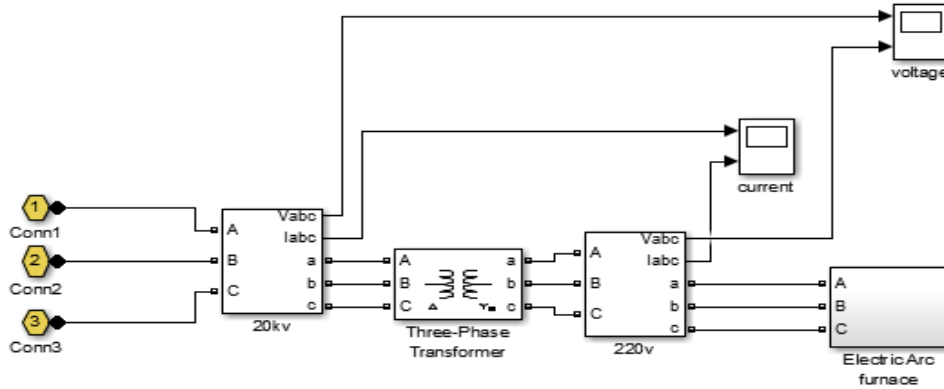 voltage
current
1
Conn1
2
Conn2
3
Conn3
A
B
C
Vabc
Iabc
a
b
c
20kv
A
B
C
a
b
c
Three-Phase
Transformer
A
B
C
Vabc
Iabc
a
b
c
220v
A
B
C
Electric Arc
furnace